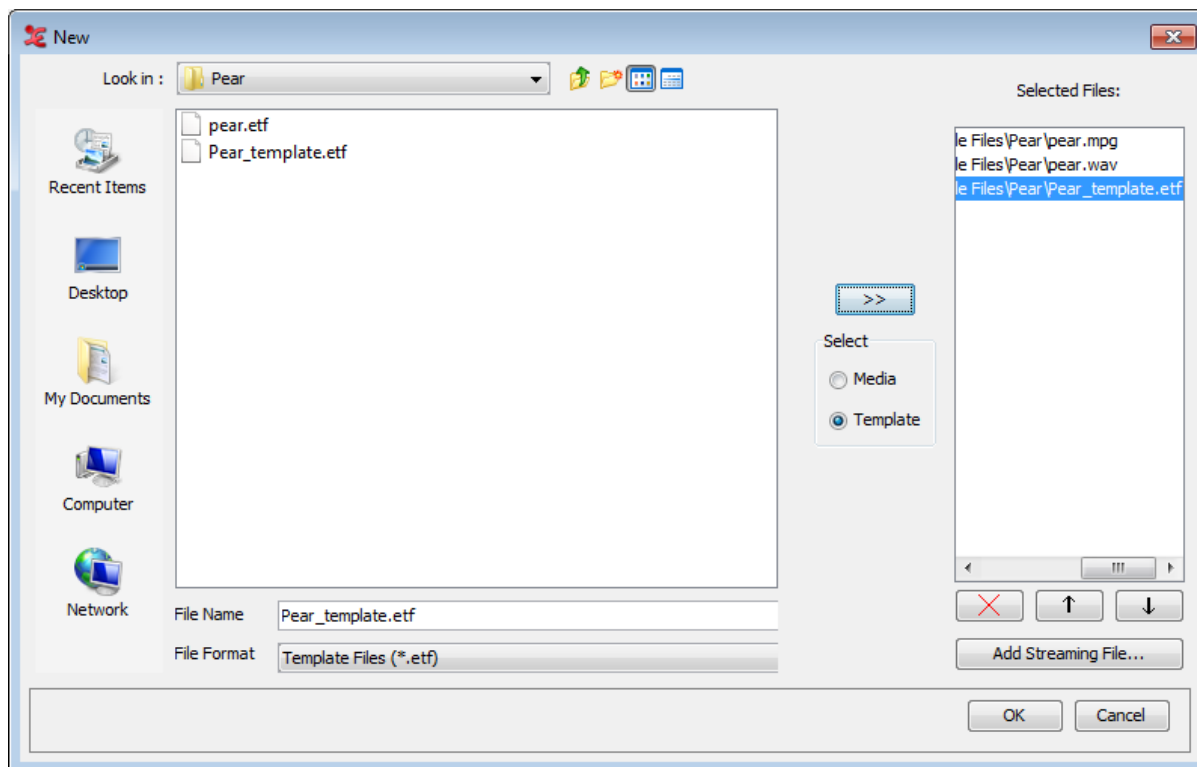 New
Look in :
Pear
Selected Files:
pear.etf
Pear_template.etf
le Files\Pear\pear.mpg
le Files\Pear\pear.wav
le Files\Pear\Pear_template.etf
Recent Items
Desktop
My Documents
Computer
Network
>>
Select
Media
Template
File Name
Pear_template.etf
File Format
Template Files (*.etf)
Add Streaming File...
OK
Cancel